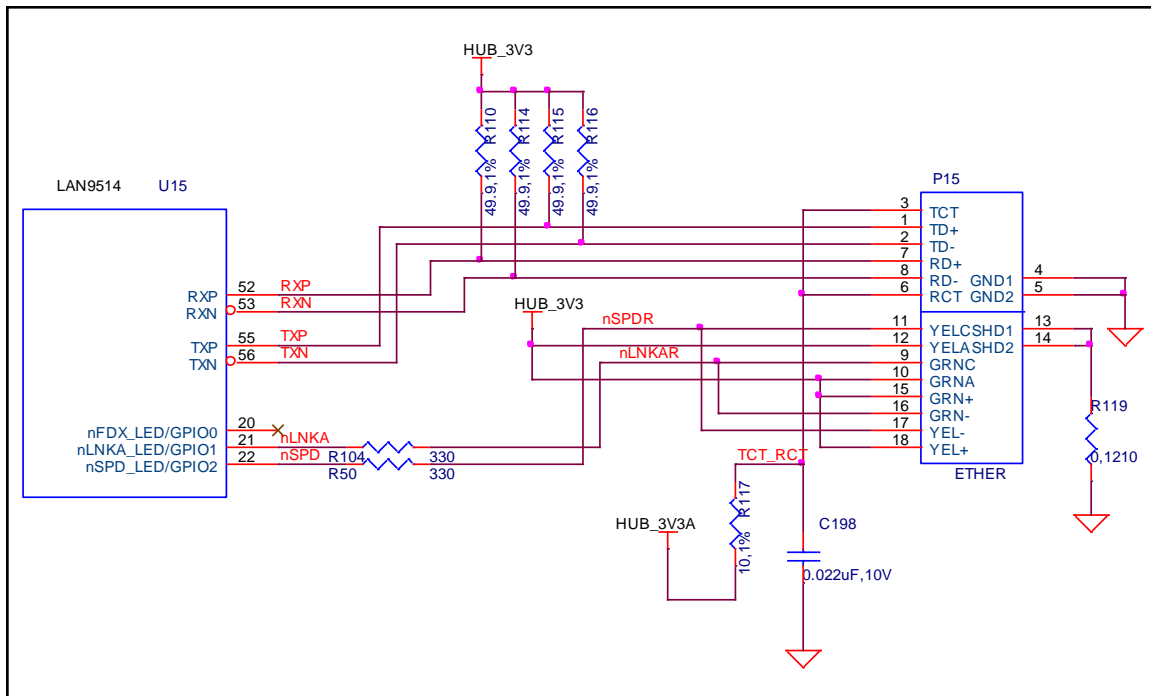 HUB_3V3
R110
R114
R115
R116
49.9,1%
49.9,1%
49.9,1%
49.9,1%
LAN9514 U15
P15
3 TCT
1 TD+
2 TD-
7 RD+
8 RD- GND1 4
6 RCT GND2 5
RXP 52 RXP
RXN 53 RXN
TXP 55 TXP
TXN 56 TXN
HUB_3V3
nSPDR
nLNKAR
11 YELC SHD1 13
12 YELA SHD2 14
9 GRNC
10 GRNA
15 GRN+
16 GRN-
17 YEL-
18 YEL+
ETHER
R119
0,1210
nFDX_LED/GPIO0 20
nLNKA_LED/GPIO1 21 nLNKA
nSPD_LED/GPIO2 22 nSPD
R104 330
R50 330
TCT_RCT
R117
10,1%
HUB_3V3A
C198
0.022uF,10V